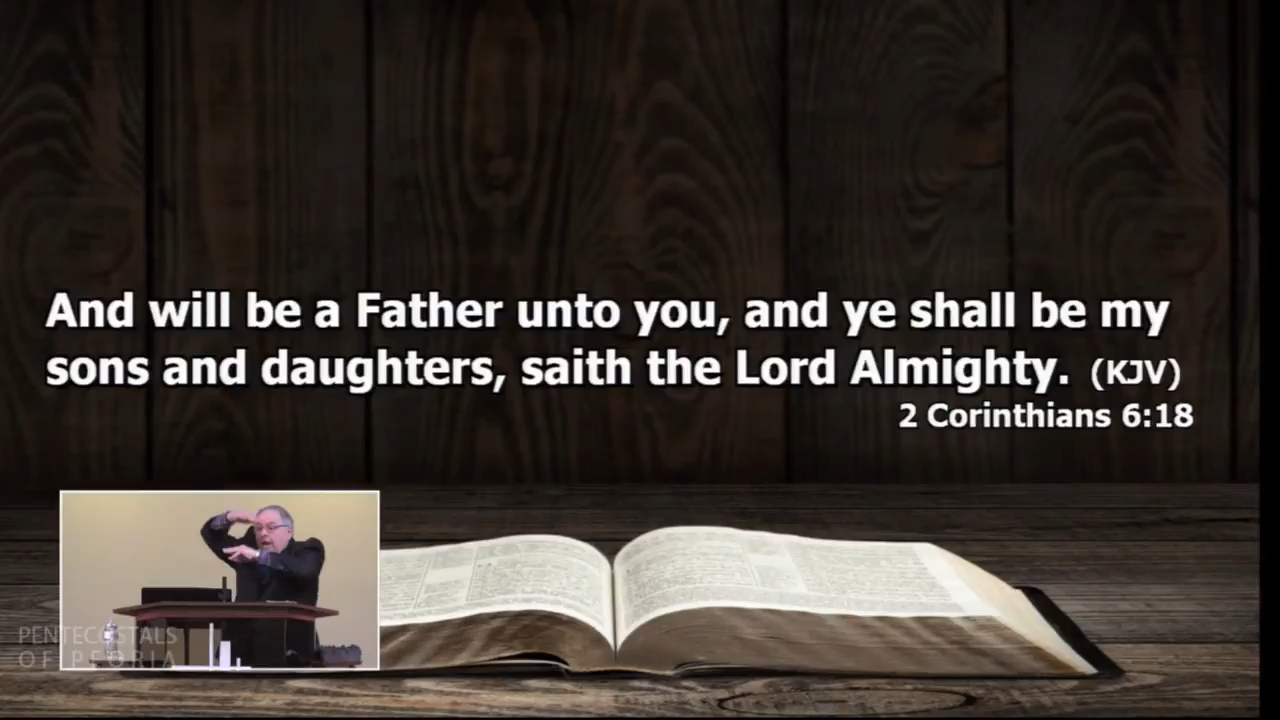 And will be a Father unto you, and ye shall be my
sons and daughters, saith the Lord Almighty. (KJV)
2 Corinthians 6:18
PENTECOSTALS
OF PEORIA